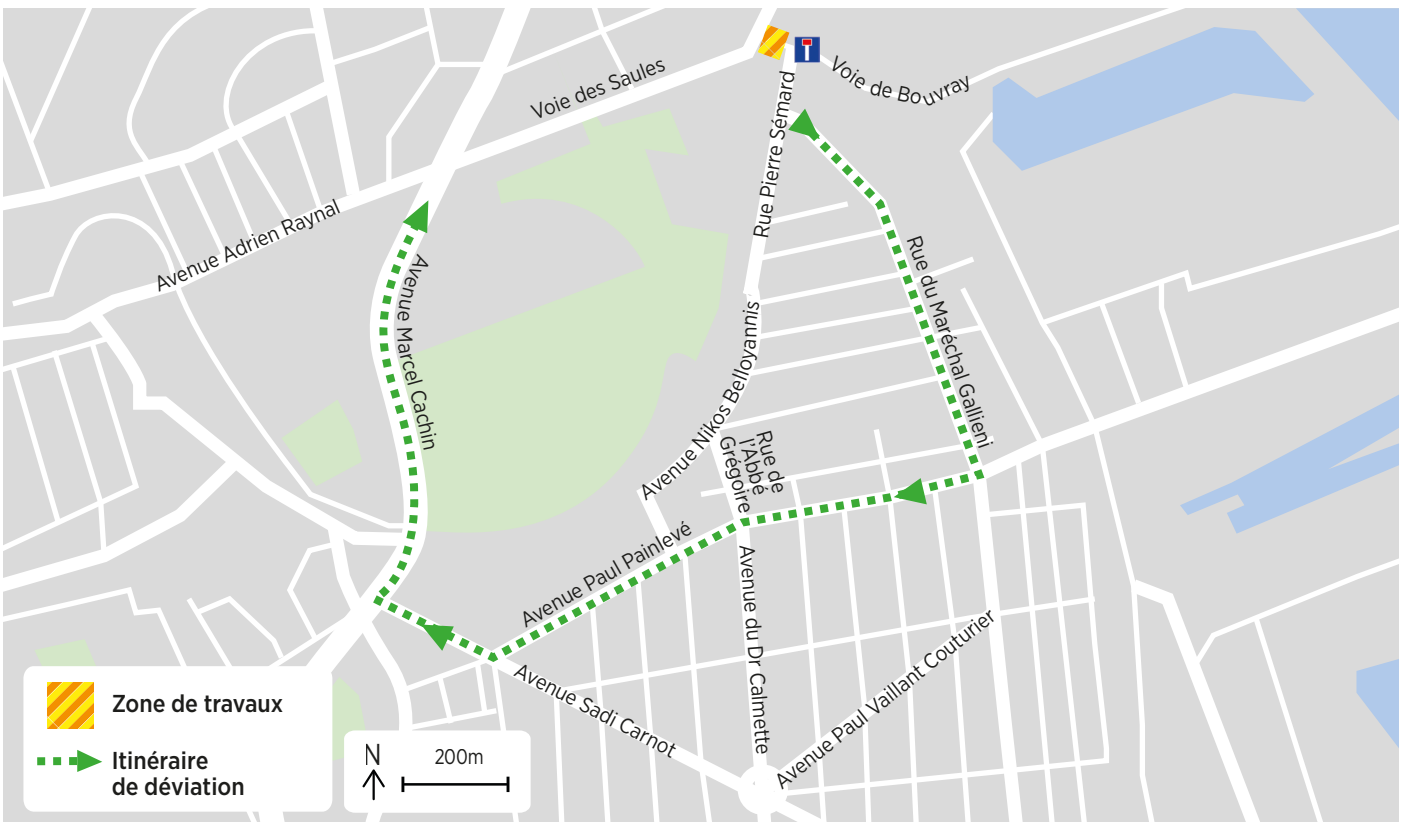 Voie des Saules
Voie de Bouvray
Rue Pierre Sémard
Avenue Adrien Raynal
Rue du Maréchal Gallieni
Avenue Marcel Cachin
Avenue Nikos Belloyannis
Rue de
l'Abbé
Grégoire
Avenue Paul Painlevé
Avenue du Dr Calmette
Avenue Paul Vaillant Couturier
Avenue Sadi Carnot
Zone de travaux
Itinéraire
de déviation
N
200m